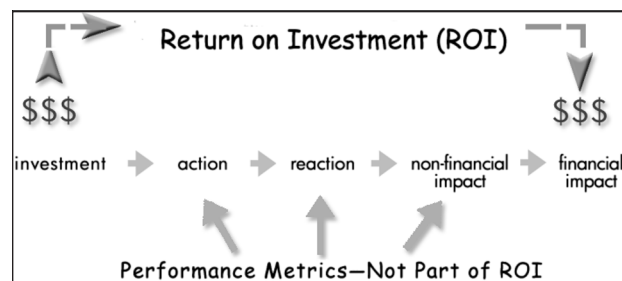 Return on Investment (ROI)
$$$ $$$
investment action reaction non-financial impact financial impact
Performance Metrics—Not Part of ROI